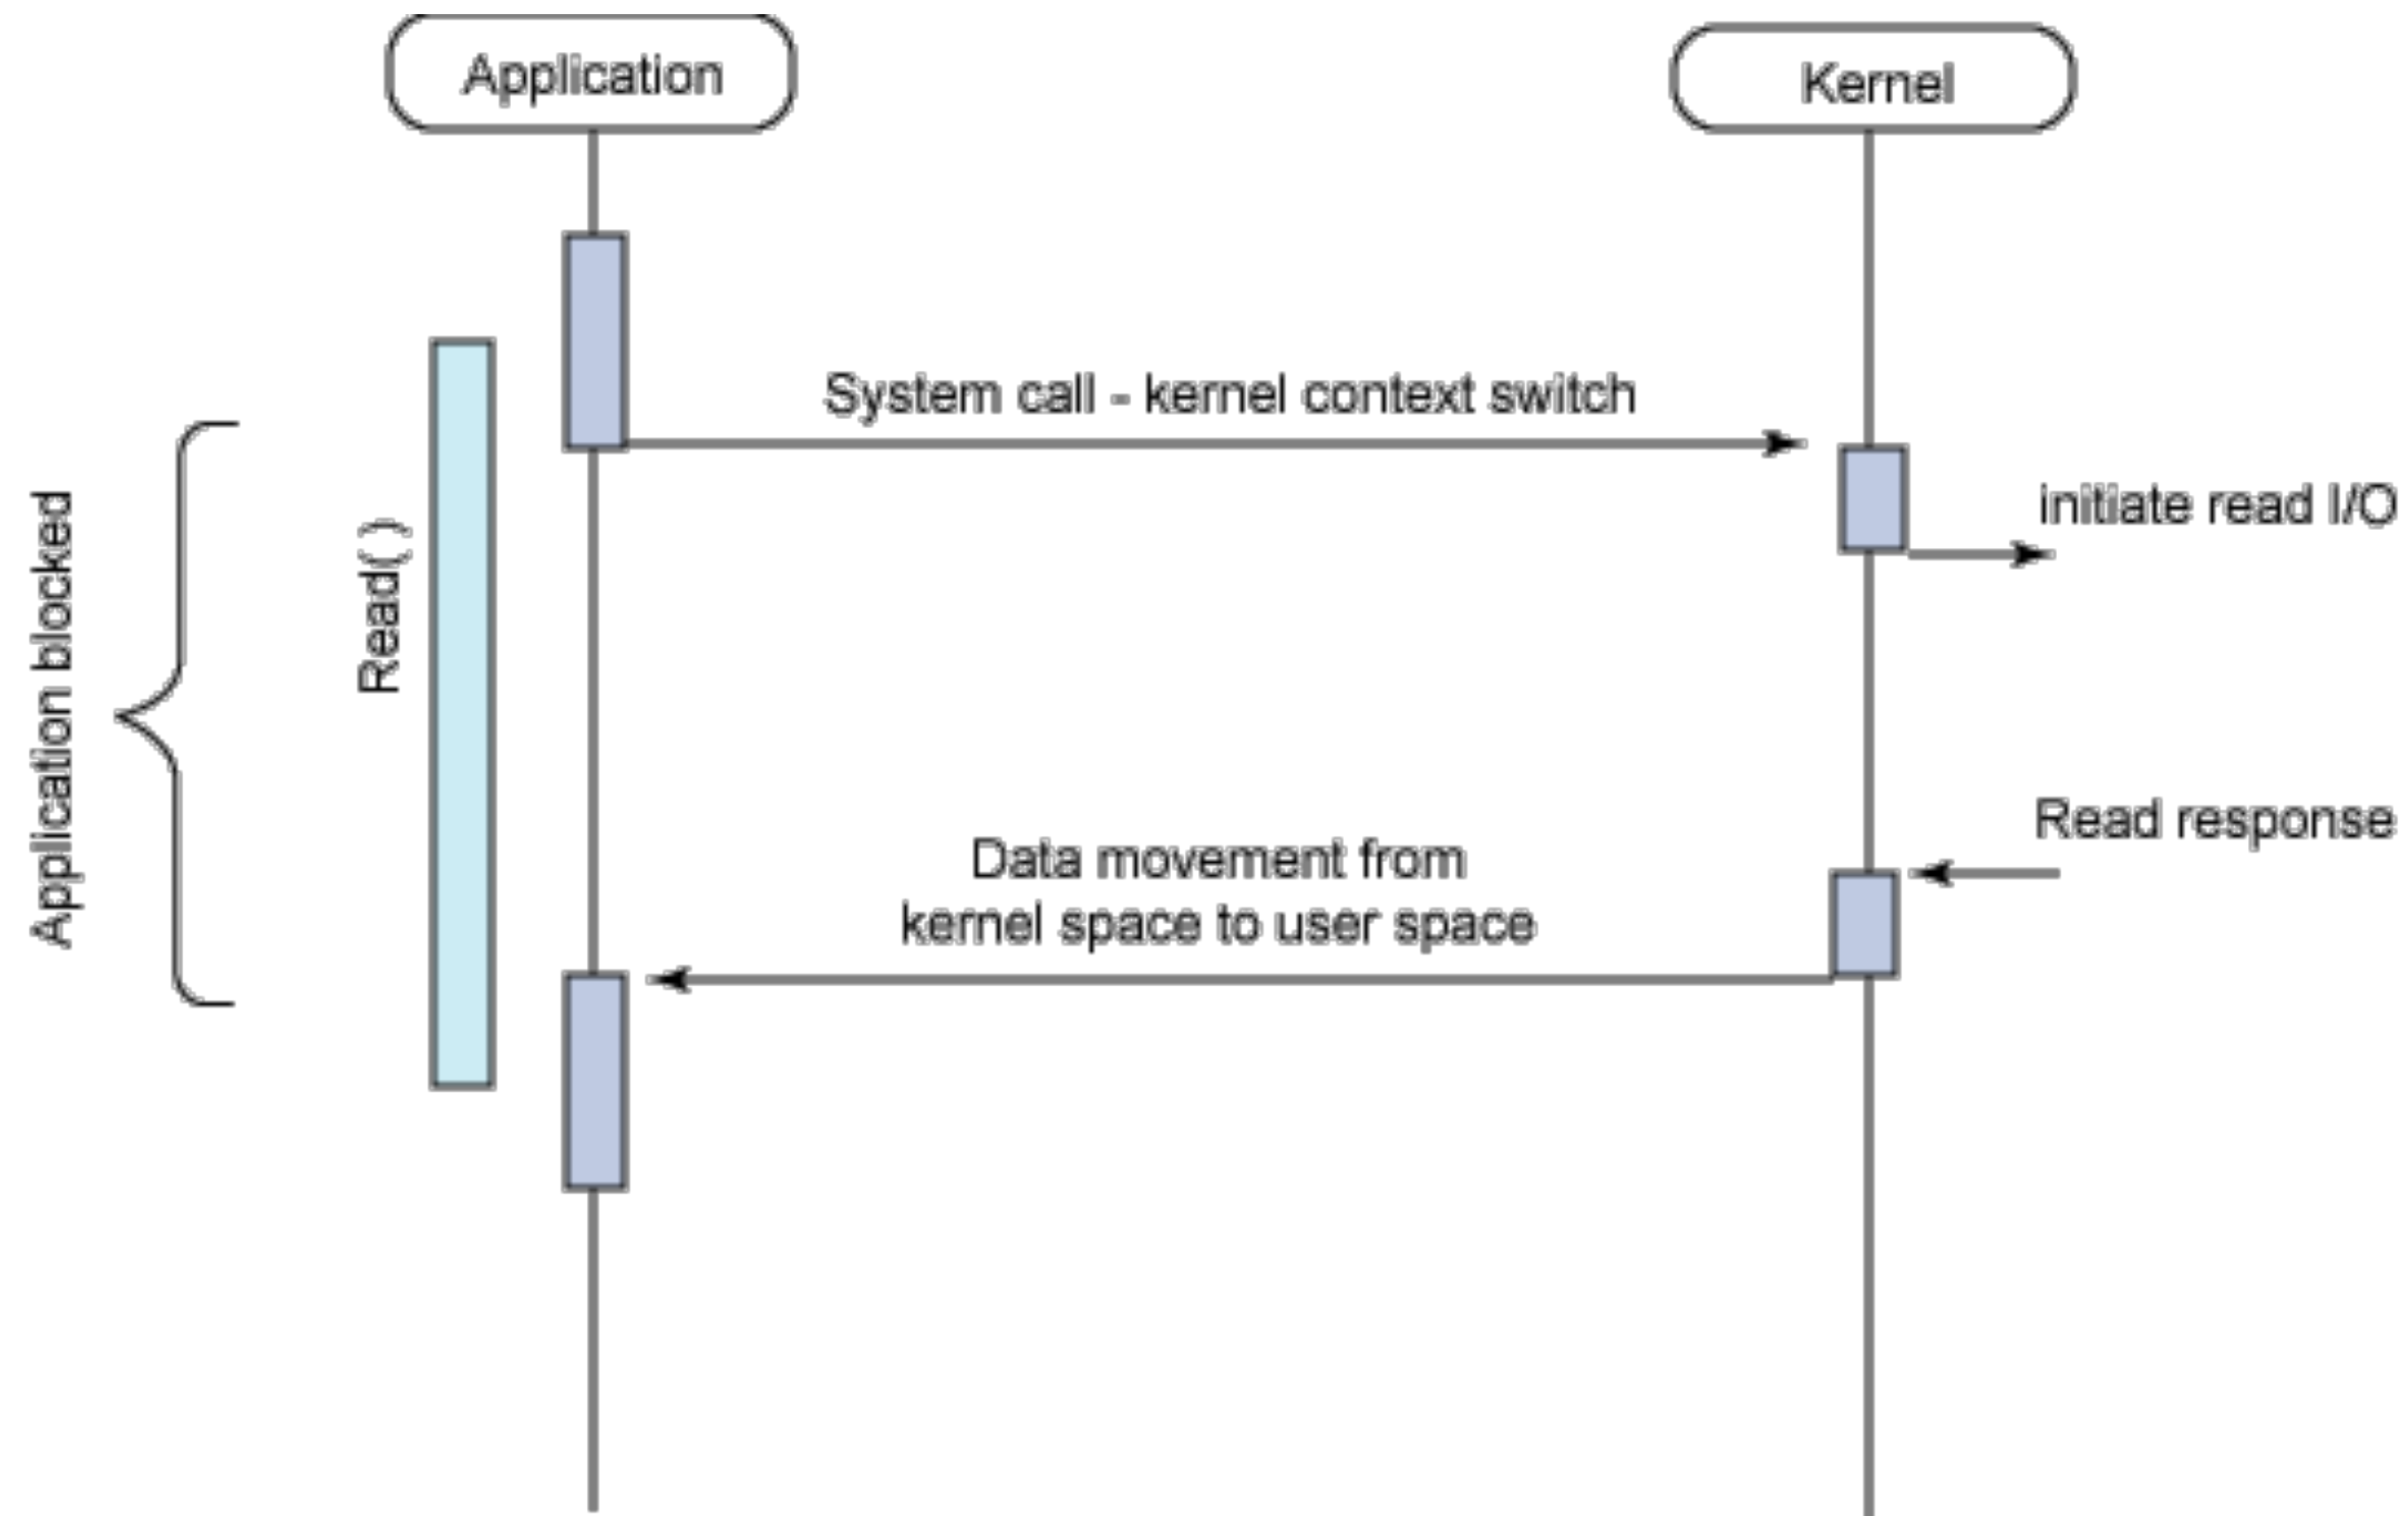 Application
Kernel
System call - kernel context switch
initiate read I/O
Application blocked
Read( )
Read response
Data movement from
kernel space to user space